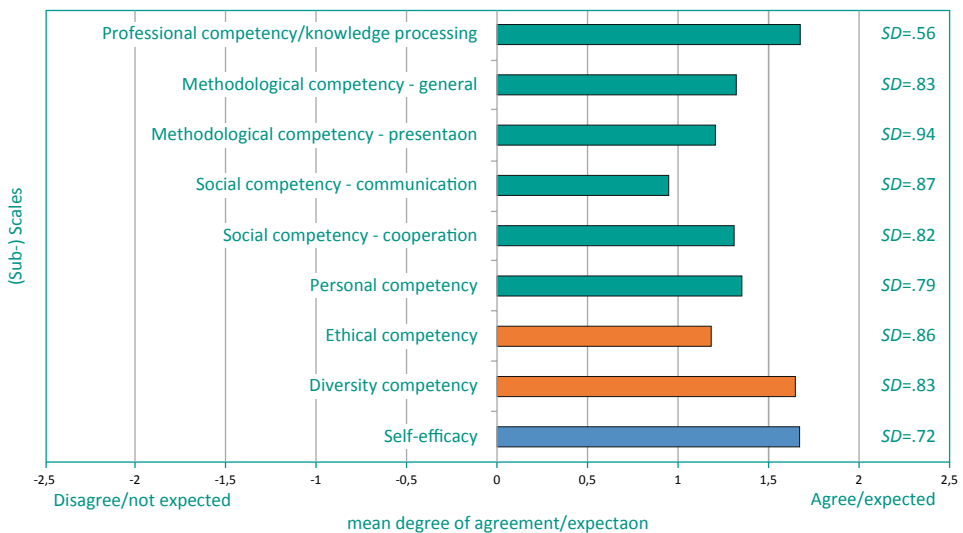 Professional competency/knowledge processing SD=.56
Methodological competency - general SD=.83
Methodological competency - presentaon SD=.94
Social competency - communication SD=.87
Social competency - cooperation SD=.82
Personal competency SD=.79
Ethical competency SD=.86
Diversity competency SD=.83
Self-efficacy SD=.72
(Sub-) Scales
-2,5 -2 -1,5 -1 -0,5 0 0,5 1 1,5 2 2,5
Disagree/not expected Agree/expected
mean degree of agreement/expectaon